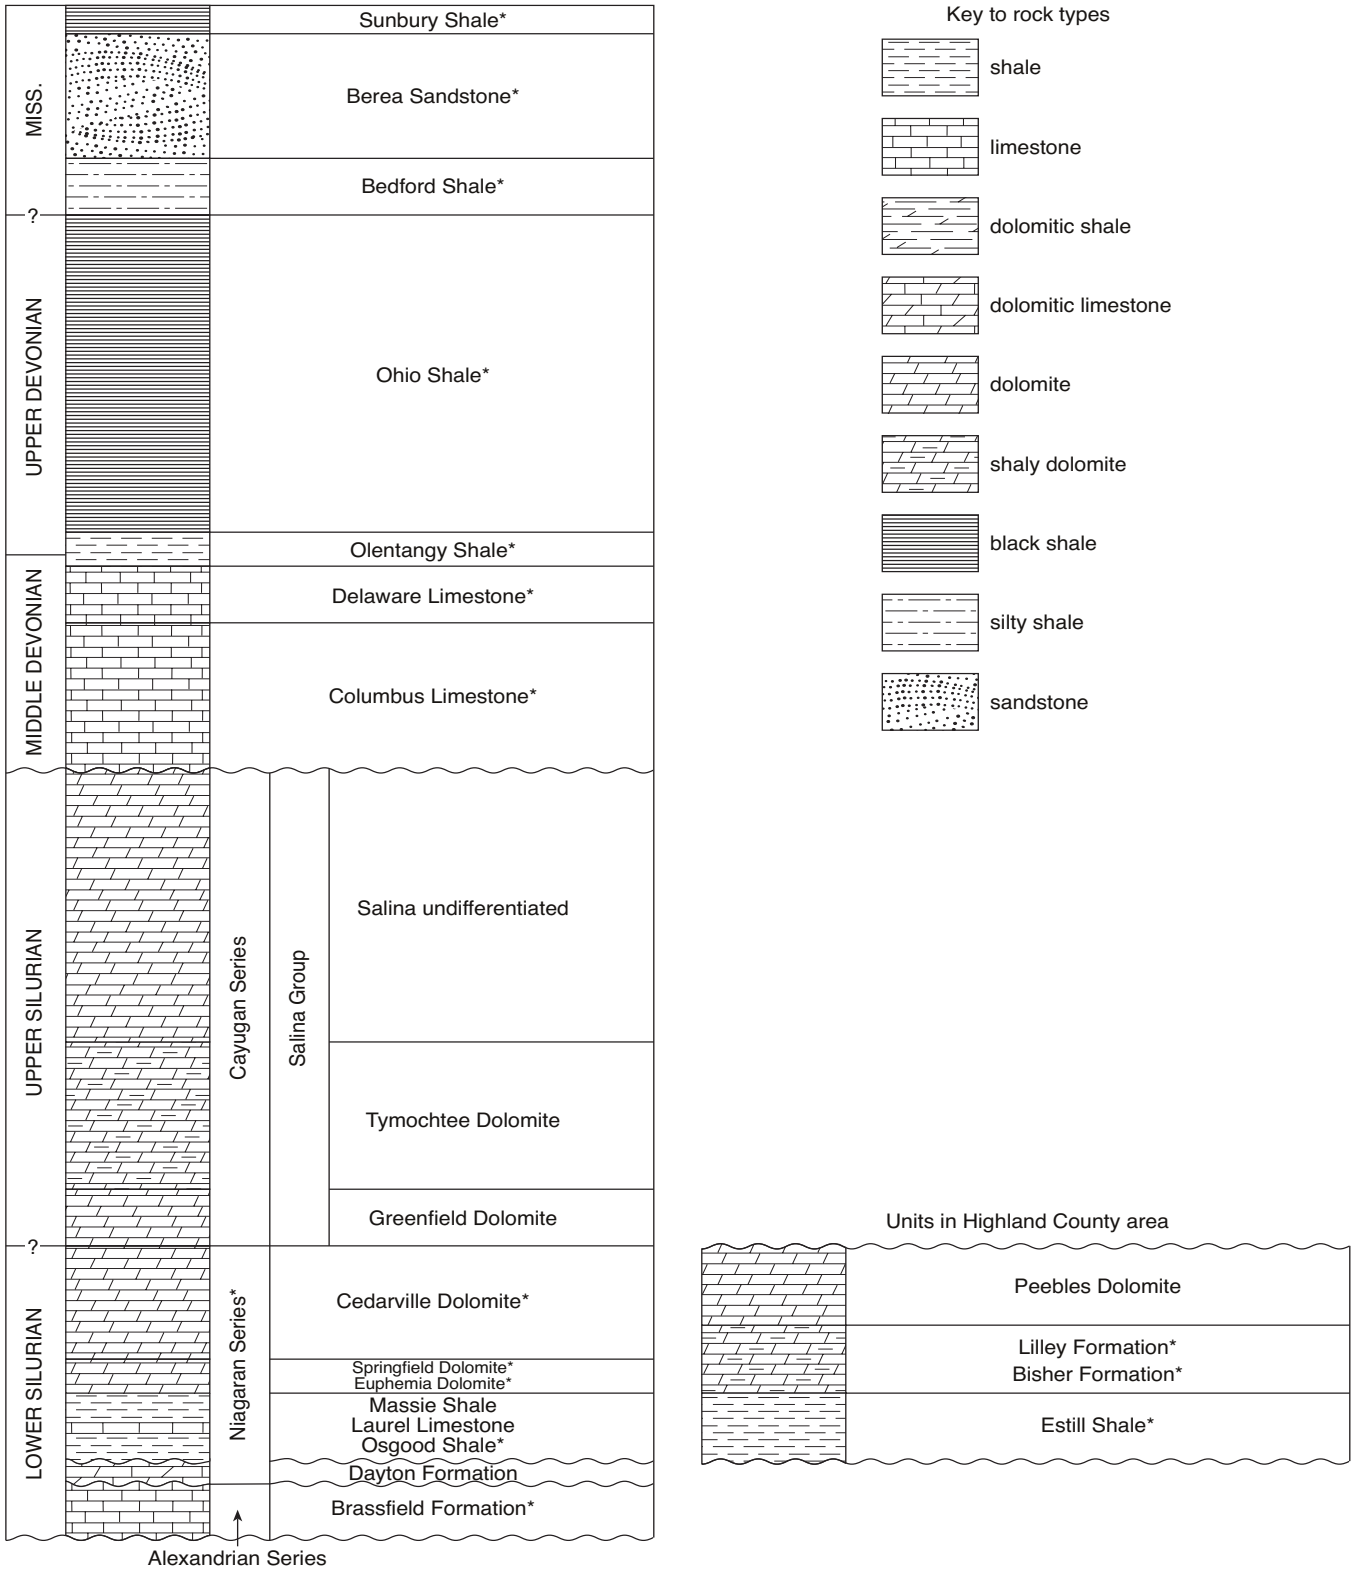 Sunbury Shale*
Berea Sandstone*
MISS.
Bedford Shale*
?
UPPER DEVONIAN
Ohio Shale*
Olentangy Shale*
MIDDLE DEVONIAN
Delaware Limestone*
Columbus Limestone*
UPPER SILURIAN
Cayugan Series
Salina Group
Salina undifferentiated
Tymochtee Dolomite
Greenfield Dolomite
?
LOWER SILURIAN
Niagaran Series*
Cedarville Dolomite*
Springfield Dolomite*
Euphemia Dolomite*
Massie Shale
Laurel Limestone
Osgood Shale*
Dayton Formation
Brassfield Formation*
Alexandrian Series
Key to rock types
shale
limestone
dolomitic shale
dolomitic limestone
dolomite
shaly dolomite
black shale
silty shale
sandstone
Units in Highland County area
Peebles Dolomite
Lilley Formation*
Bisher Formation*
Estill Shale*